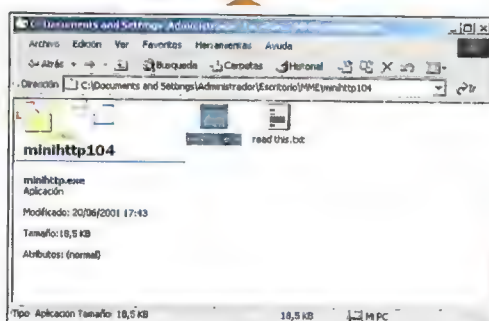 C:\Documents and Settings\Administrador\
Archivo Edición Ver Favoritos Herramientas Ayuda
Atrás Búsqueda Carpetas Historial
Dirección C:\Documents and Settings\Administrador\Escritorio\MME\minihttp104 Ir
minihttp104
read this.txt
minihttp.exe
Aplicación
Modificado: 20/06/2001 17:43
Tamaño: 18,5 KB
Atributos: (normal)
Tipo Aplicación Tamaño: 18,5 KB 18,5 KB Mi PC